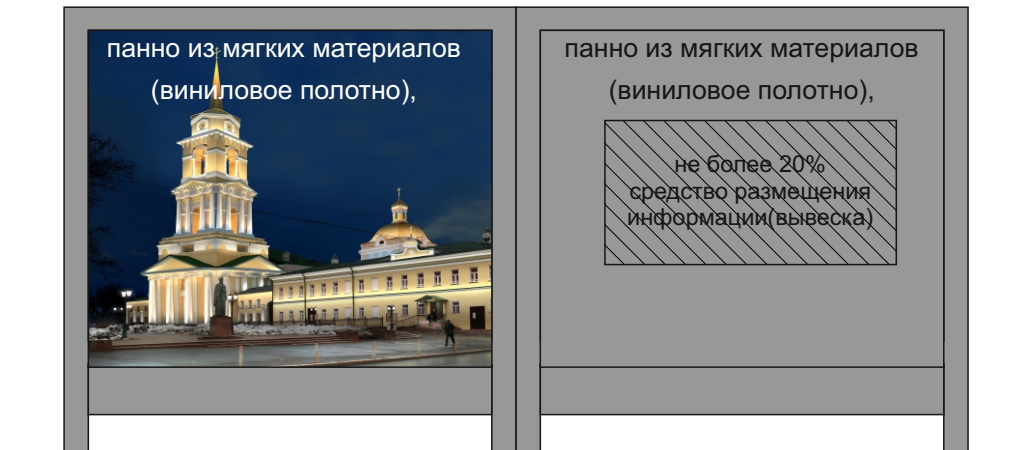 панно из мягких материалов
(виниловое полотно),
панно из мягких материалов
(виниловое полотно),
не более 20%
средство размещения
информации(вывеска)